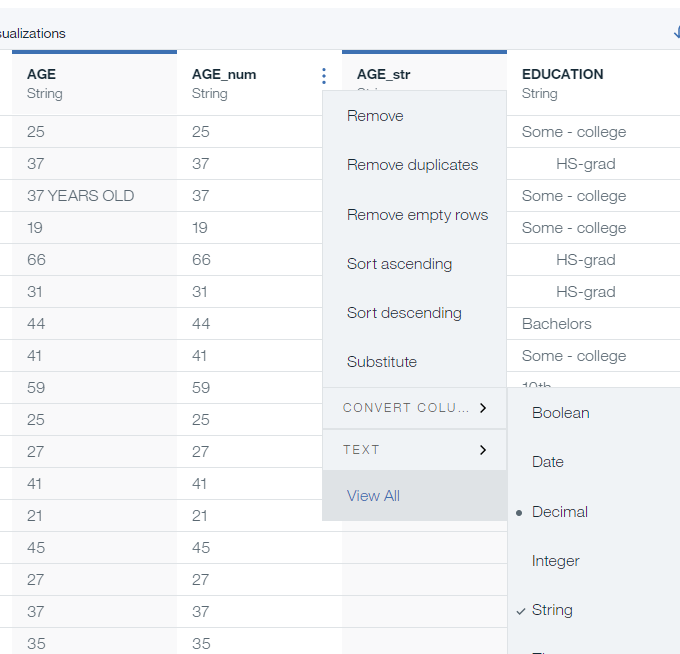 ualizations
AGE AGE_num AGE_str EDUCATION
String String String String
25 25 Some - college
37 37 HS-grad
37 YEARS OLD 37 Some - college
19 19 Some - college
66 66 HS-grad
31 31 HS-grad
44 44 Bachelors
41 41 Some - college
59 59 10th
25 25
27 27
41 41
21 21
45 45
27 27
37 37
35 35
Remove
Remove duplicates
Remove empty rows
Sort ascending
Sort descending
Substitute
CONVERT COLU...
TEXT
View All
Boolean
Date
Decimal
Integer
String